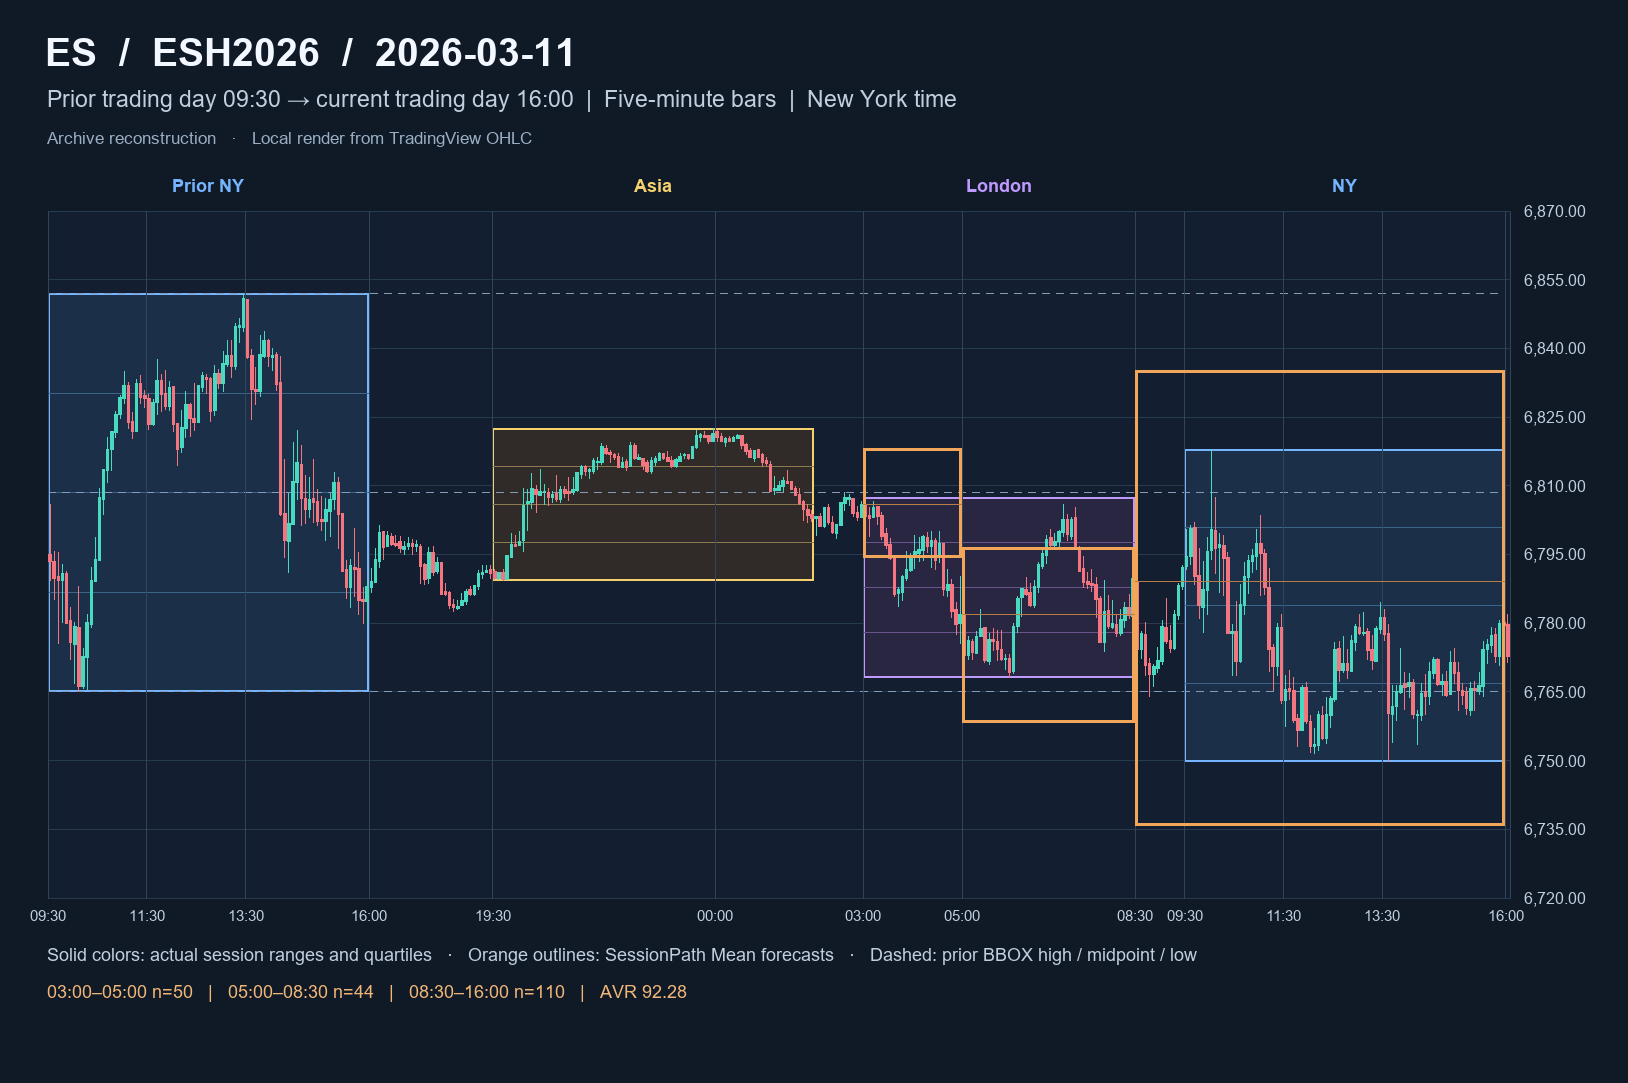 ES / ESH2026 / 2026-03-11
Prior trading day 09:30 → current trading day 16:00 | Five-minute bars | New York time
Archive reconstruction · Local render from TradingView OHLC
Prior NY Asia London NY
6,870.00
6,855.00
6,840.00
6,825.00
6,810.00
6,795.00
6,780.00
6,765.00
6,750.00
6,735.00
6,720.00
09:30 11:30 13:30 16:00 19:30 00:00 03:00 05:00 08:30 09:30 11:30 13:30 16:00
Solid colors: actual session ranges and quartiles · Orange outlines: SessionPath Mean forecasts · Dashed: prior BBOX high / midpoint / low
03:00–05:00 n=50 | 05:00–08:30 n=44 | 08:30–16:00 n=110 | AVR 92.28